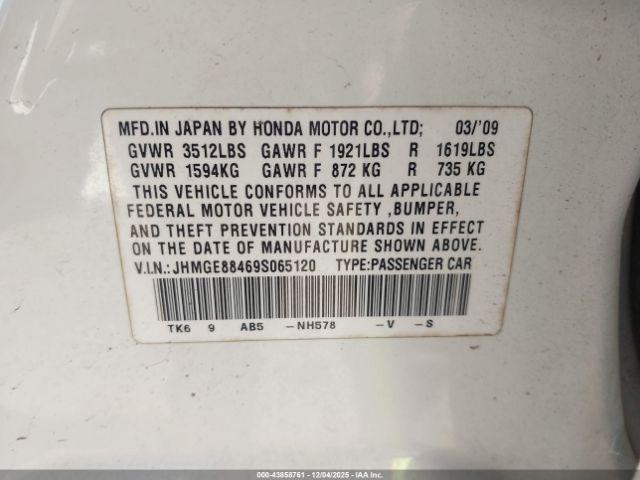 MFD.IN JAPAN BY HONDA MOTOR CO.,LTD; 03/'09
GVWR 3512LBS GAWR F 1921LBS R 1619LBS
GVWR 1594KG GAWR F 872 KG R 735 KG
THIS VEHICLE CONFORMS TO ALL APPLICABLE
FEDERAL MOTOR VEHICLE SAFETY ,BUMPER,
AND THEFT PREVENTION STANDARDS IN EFFECT
ON THE DATE OF MANUFACTURE SHOWN ABOVE.
V.I.N.: JHMGE88469S065120 TYPE:PASSENGER CAR
TK6 9 AB5 -NH578 -V -S
000-43858761 | 12/04/2025 | IAAI.COM